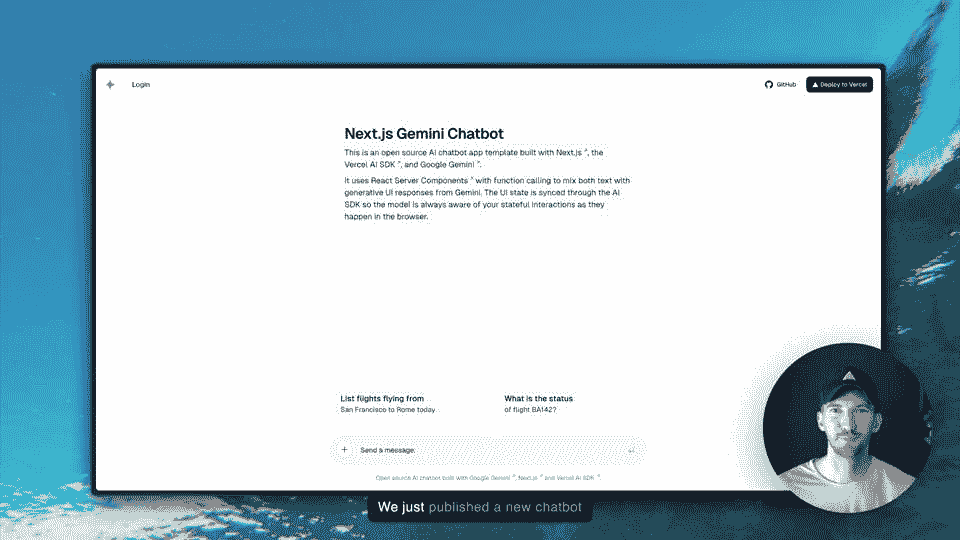 Login
GitHub
Deploy to Vercel
Next.js Gemini Chatbot
This is an open source AI chatbot app template built with Next.js, the
Vercel AI SDK, and Google Gemini.
It uses React Server Components with function calling to mix both text with
generative UI responses from Gemini. The UI state is synced through the AI
SDK so the model is always aware of your stateful interactions as they
happen in the browser.
List flights flying from
San Francisco to Rome today
What is the status
of flight BA142?
Send a message.
Open source AI chatbot built with Google Gemini, Next.js and Vercel AI SDK.
We just published a new chatbot